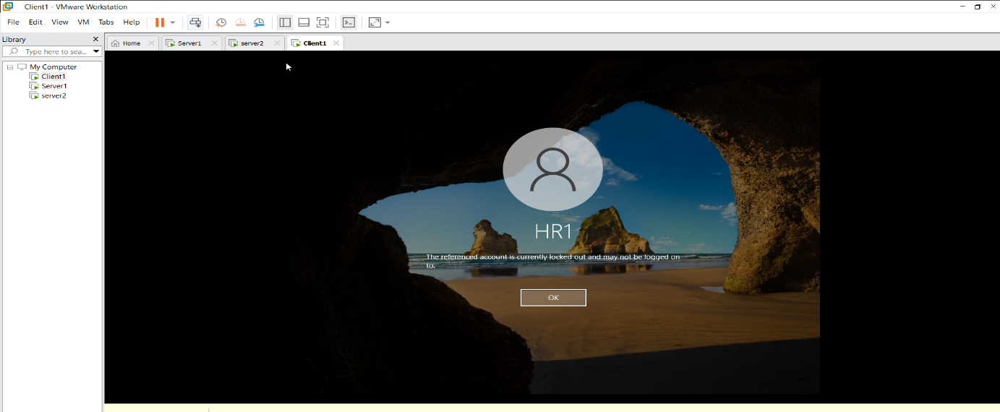 Client1 - VMware Workstation
File Edit View VM Tabs Help
Library
Type here to sea...
My Computer
Client1
Server1
server2
Home
Server1
server2
Client1
HR1
The referenced account is currently locked out and may not be logged on
to.
OK